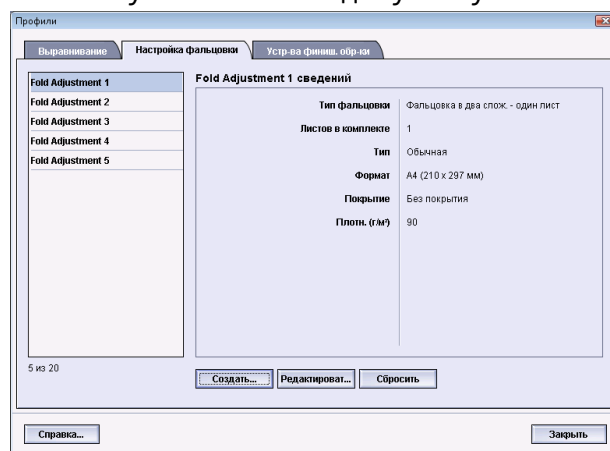 Профили
Выравнивание
Настройка фальцовки
Устр-ва финиш. обр-ки
Fold Adjustment 1
Fold Adjustment 2
Fold Adjustment 3
Fold Adjustment 4
Fold Adjustment 5
5 из 20
Fold Adjustment 1 сведений
Тип фальцовки Фальцовка в два слож. - один лист
Листов в комплекте 1
Тип Обычная
Формат A4 (210 x 297 мм)
Покрытие Без покрытия
Плотн. (г/м²) 90
Создать... Редактироват... Сбросить
Справка... Закрыть